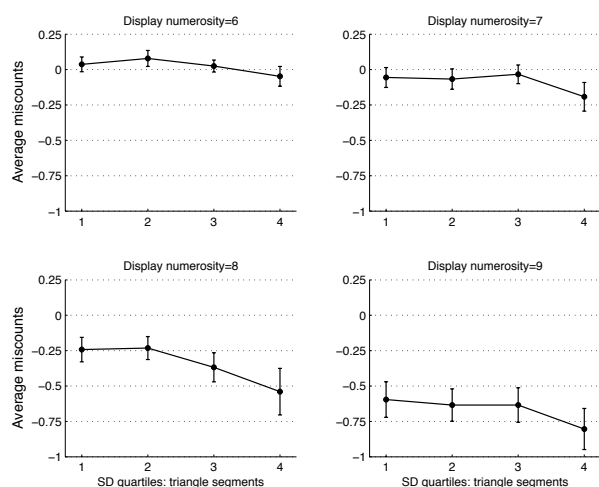 Display numerosity=6
0.25
0
−0.25
−0.5
−0.75
−1
Average miscounts
1 2 3 4
Display numerosity=7
0.25
0
−0.25
−0.5
−0.75
−1
1 2 3 4
Display numerosity=8
0.25
0
−0.25
−0.5
−0.75
−1
Average miscounts
1 2 3 4
SD quartiles: triangle segments
Display numerosity=9
0.25
0
−0.25
−0.5
−0.75
−1
1 2 3 4
SD quartiles: triangle segments